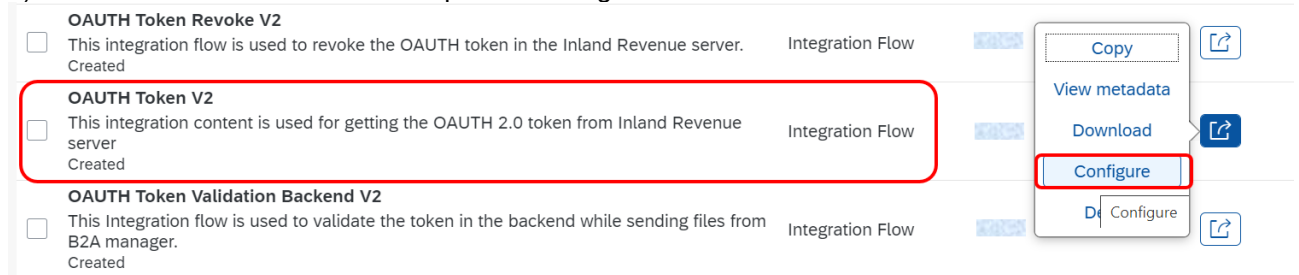 OAUTH Token Revoke V2
This integration flow is used to revoke the OAUTH token in the Inland Revenue server.
Created
Integration Flow
OAUTH Token V2
This integration content is used for getting the OAUTH 2.0 token from Inland Revenue
server
Created
Integration Flow
OAUTH Token Validation Backend V2
This Integration flow is used to validate the token in the backend while sending files from
B2A manager.
Created
Integration Flow
Copy
View metadata
Download
Configure
Configure